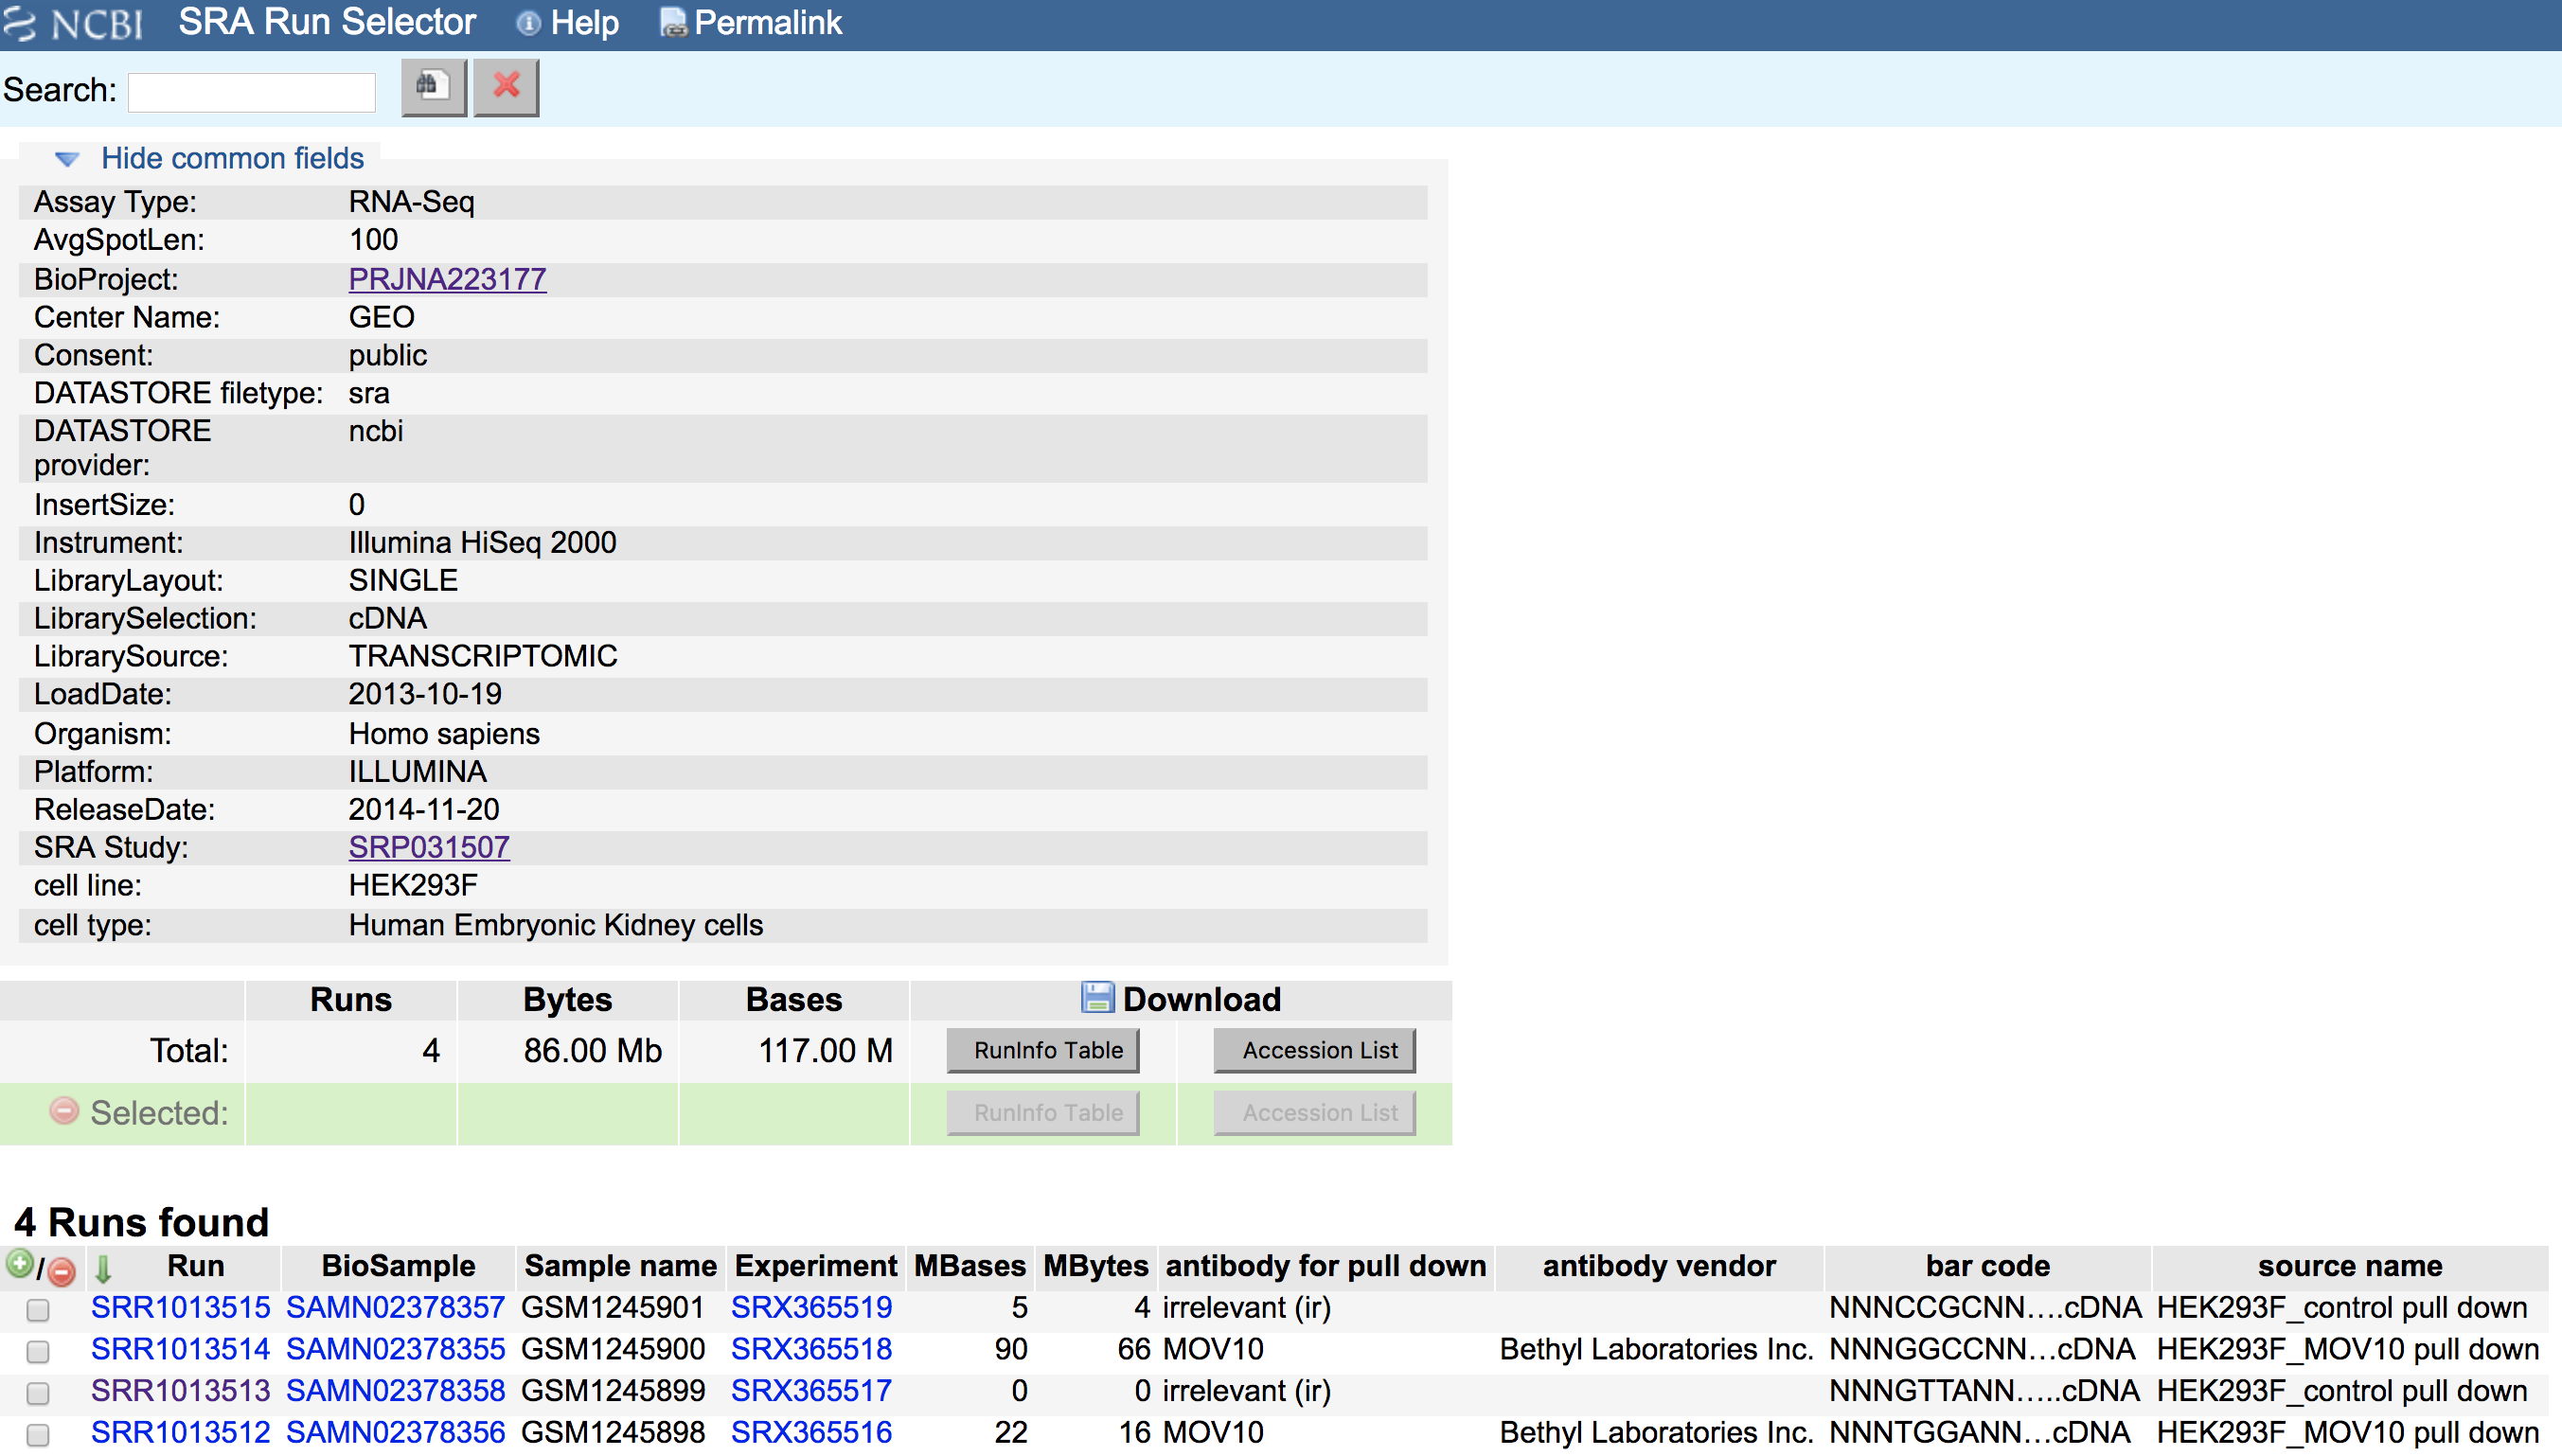 NCBI SRA Run Selector Help Permalink
Search:
Hide common fields
Assay Type: RNA-Seq
AvgSpotLen: 100
BioProject: PRJNA223177
Center Name: GEO
Consent: public
DATASTORE filetype: sra
DATASTORE provider: ncbi
InsertSize: 0
Instrument: Illumina HiSeq 2000
LibraryLayout: SINGLE
LibrarySelection: cDNA
LibrarySource: TRANSCRIPTOMIC
LoadDate: 2013-10-19
Organism: Homo sapiens
Platform: ILLUMINA
ReleaseDate: 2014-11-20
SRA Study: SRP031507
cell line: HEK293F
cell type: Human Embryonic Kidney cells
Runs Bytes Bases Download
Total: 4 86.00 Mb 117.00 M RunInfo Table Accession List
Selected: RunInfo Table Accession List
4 Runs found
/ Run BioSample Sample name Experiment MBases MBytes antibody for pull down antibody vendor bar code source name
SRR1013515 SAMN02378357 GSM1245901 SRX365519 5 4 irrelevant (ir) NNNCCGCNN....cDNA HEK293F_control pull down
SRR1013514 SAMN02378355 GSM1245900 SRX365518 90 66 MOV10 Bethyl Laboratories Inc. NNNGGCCNN...cDNA HEK293F_MOV10 pull down
SRR1013513 SAMN02378358 GSM1245899 SRX365517 0 0 irrelevant (ir) NNNGTTANN.....cDNA HEK293F_control pull down
SRR1013512 SAMN02378356 GSM1245898 SRX365516 22 16 MOV10 Bethyl Laboratories Inc. NNNTGGANN...cDNA HEK293F_MOV10 pull down